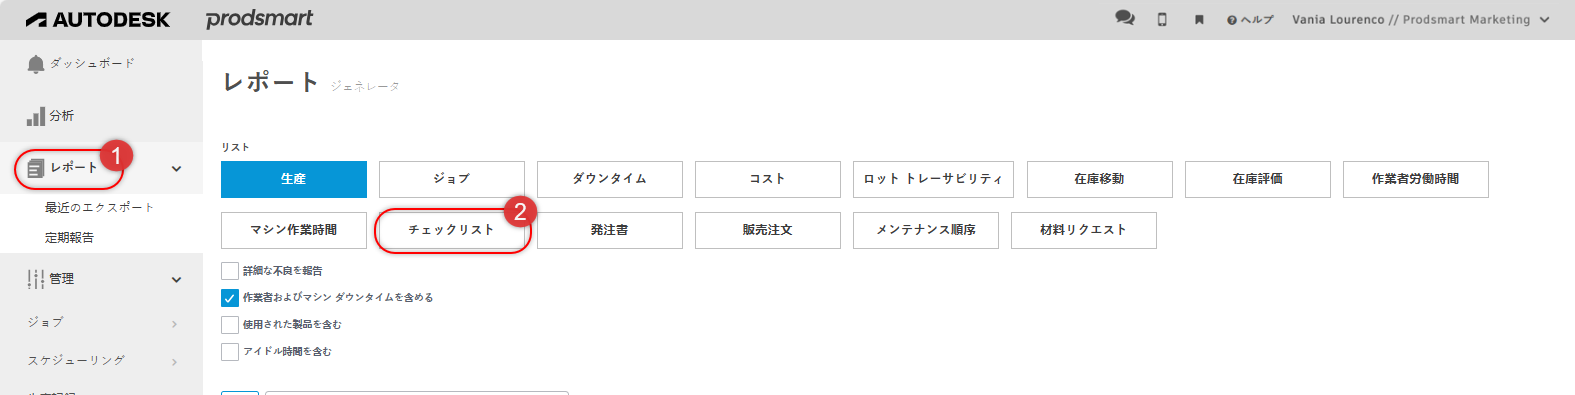 AUTODESK prodsmart ヘルプ Vania Lourenco // Prodsmart Marketing
ダッシュボード
分析
レポート 1
最近のエクスポート
定期報告
管理
ジョブ
スケジューリング
レポート ジェネレータ
リスト
生産 ジョブ ダウンタイム コスト ロット トレーサビリティ 在庫移動 在庫評価 作業者労働時間
マシン作業時間 チェックリスト 2 発注書 販売注文 メンテナンス順序 材料リクエスト
詳細な不良を報告
作業者およびマシン ダウンタイムを含める
使用された製品を含む
アイドル時間を含む